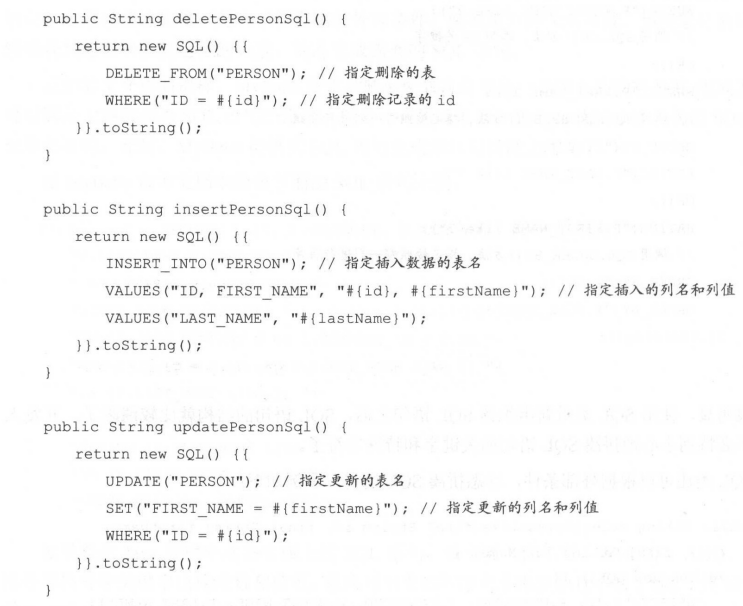 public String deletePersonSql() {
return new SQL() {{
DELETE_FROM("PERSON"); // 指定删除的表
WHERE("ID = #{id}"); // 指定删除记录的 id
}}.toString();
}
public String insertPersonSql() {
return new SQL() {{
INSERT_INTO("PERSON"); // 指定插入数据的表名
VALUES("ID, FIRST_NAME", "#{id}, #{firstName}"); // 指定插入的列名和列值
VALUES("LAST_NAME", "#{lastName}");
}}.toString();
}
public String updatePersonSql() {
return new SQL() {{
UPDATE("PERSON"); // 指定更新的表名
SET("FIRST_NAME = #{firstName}"); // 指定更新的列名和列值
WHERE("ID = #{id}");
}}.toString();
}